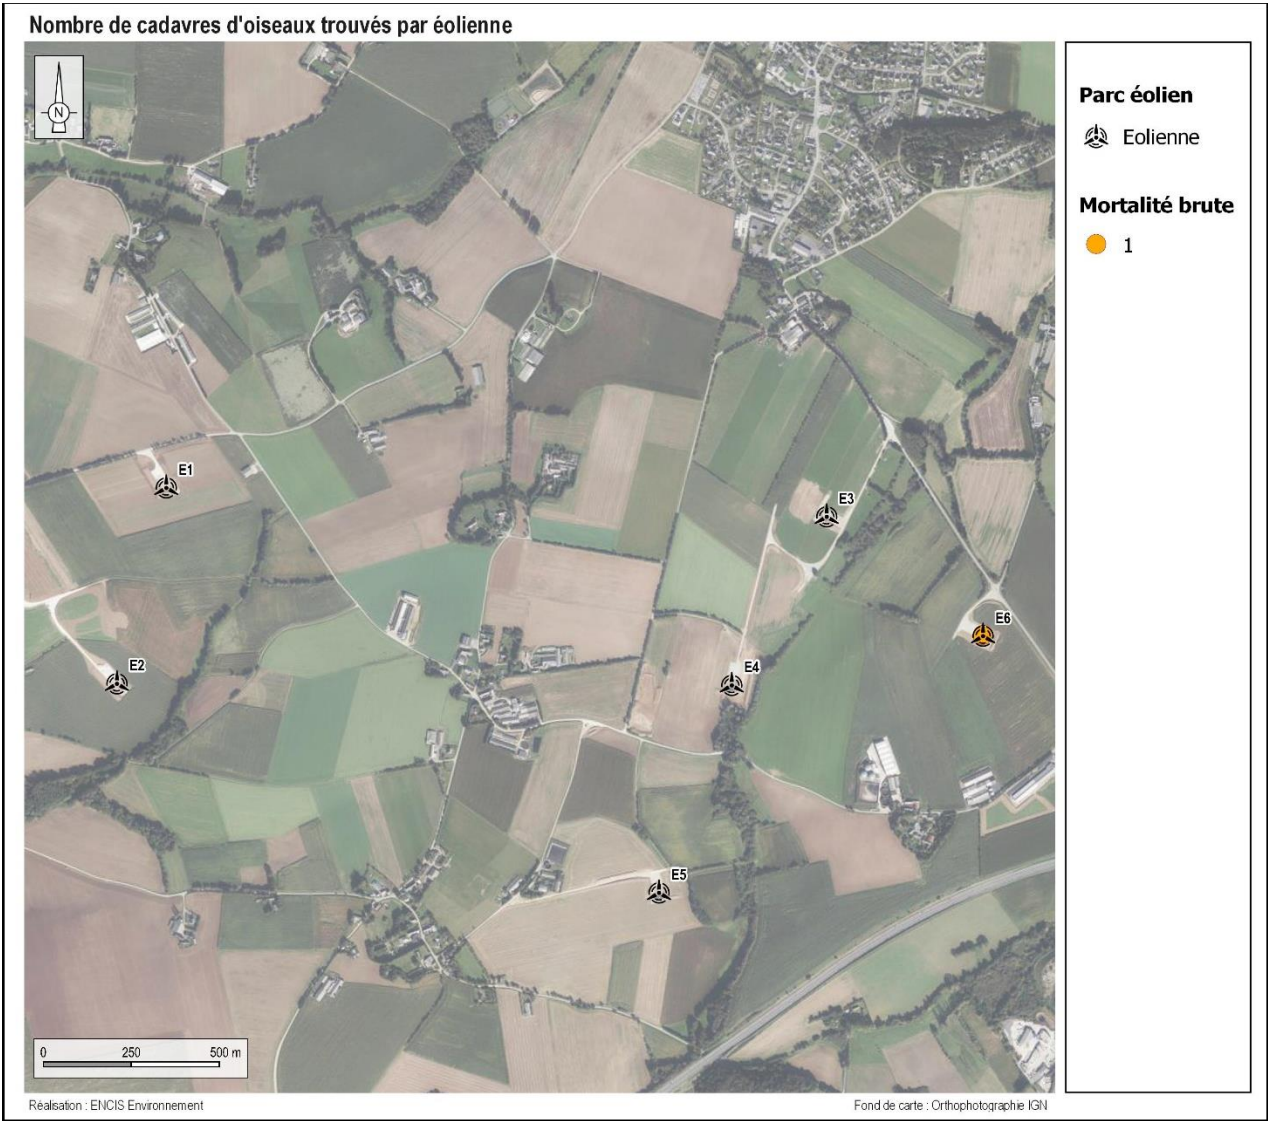 Nombre de cadavres d'oiseaux trouvés par éolienne
N
Parc éolien
Eolienne
Mortalité brute
1
E1
E3
E6
E2
E4
E5
0 250 500 m
Réalisation : ENCIS Environnement
Fond de carte : Orthophotographie IGN